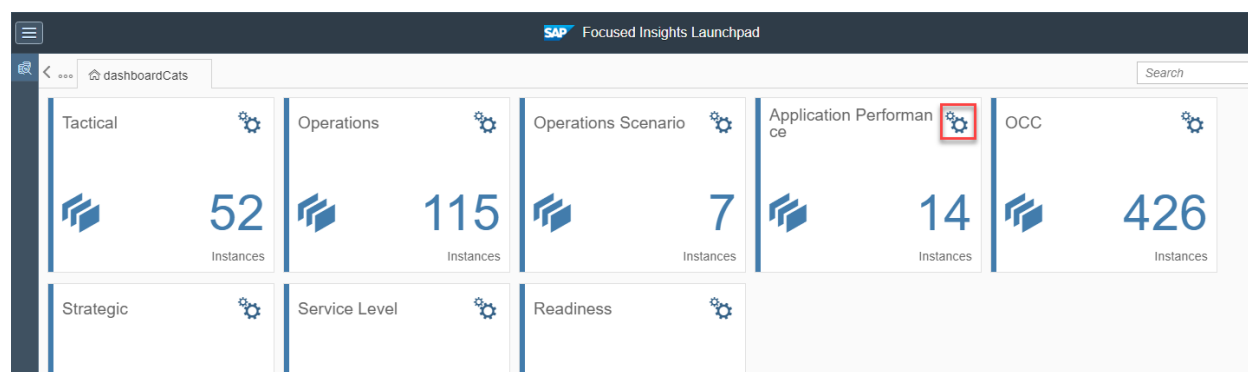 SAP Focused Insights Launchpad
dashboardCats
Search
Tactical
52
Instances
Operations
115
Instances
Operations Scenario
7
Instances
Application Performan
ce
14
Instances
OCC
426
Instances
Strategic
Service Level
Readiness